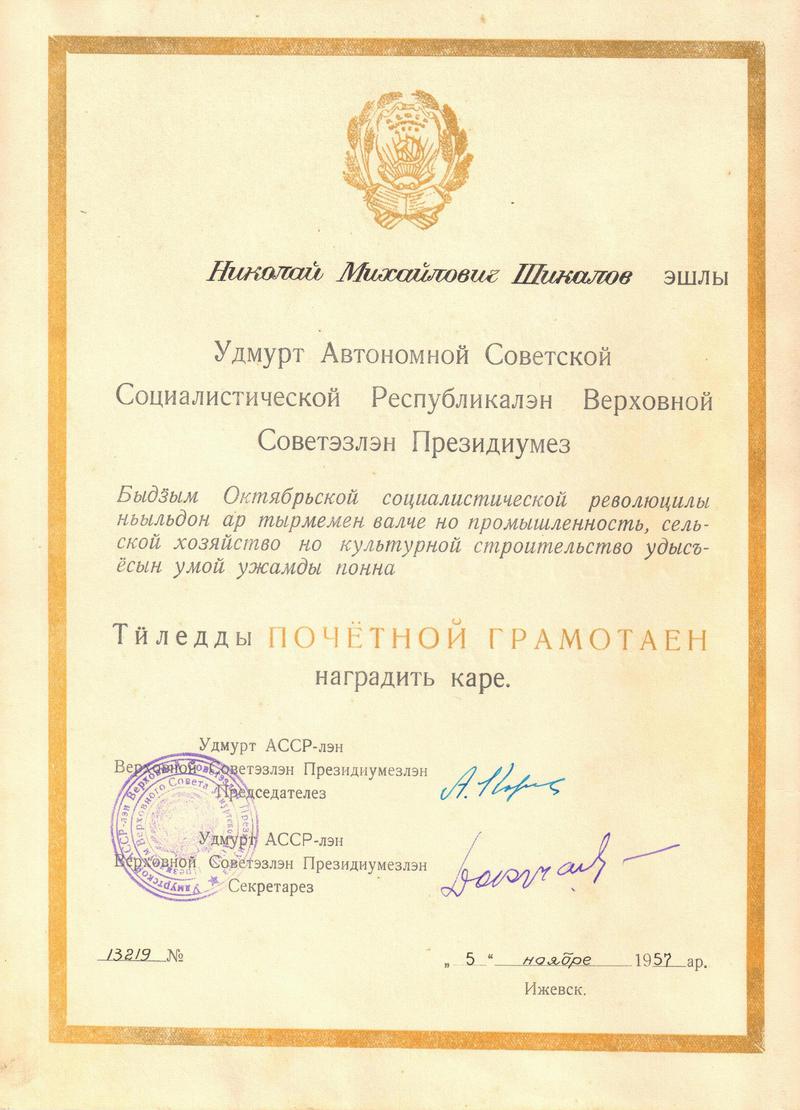 Николай Михайлович Шикалов эшлы
Удмурт Автономной Советской
Социалистической Республикалэн Верховной
Советэзлэн Президиумез
Быдӟым Октябрьской социалистической революцилы
ньыльдон ар тырмемен валче но промышленность, сель-
ской хозяйство но культурной строительство удысъ-
ёсын умой ужамды понна
Тӥледды ПОЧЁТНОЙ ГРАМОТАЕН
наградить каре.
Удмурт АССР-лэн
Верховной Советэзлэн Президиумезлэн
Председателез
Удмурт АССР-лэн
Верховной Советэзлэн Президиумезлэн
Секретарез
13219 №
„ 5 “ ноябре 1957 ар.
Ижевск.